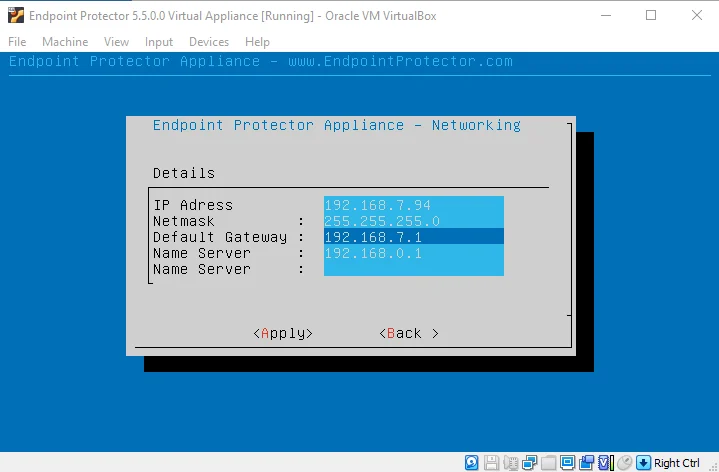 Endpoint Protector 5.5.0.0 Virtual Appliance [Running] - Oracle VM VirtualBox
File Machine View Input Devices Help
Endpoint Protector Appliance – www.EndpointProtector.com
Endpoint Protector Appliance – Networking
Details
IP Adress 192.168.7.94
Netmask : 255.255.255.0
Default Gateway : 192.168.7.1
Name Server : 192.168.0.1
Name Server :
<Apply> <Back >
Right Ctrl